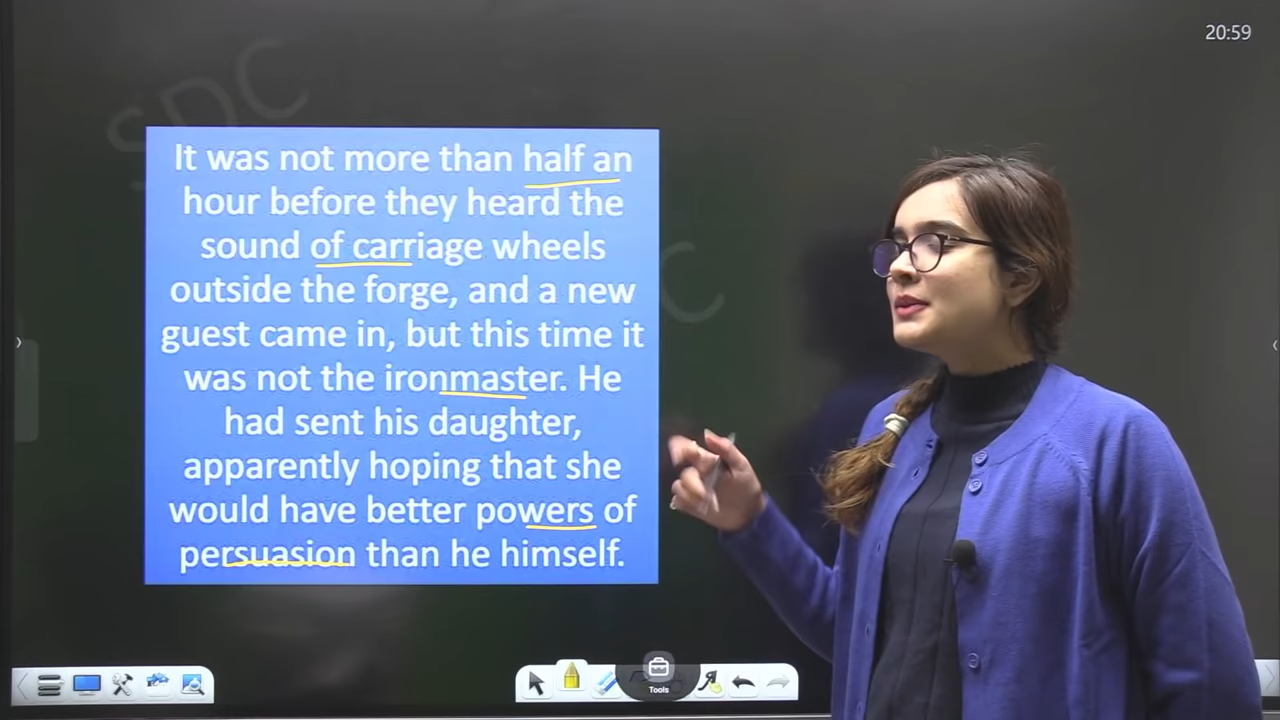 20:59
SDC
It was not more than half an
hour before they heard the
sound of carriage wheels
outside the forge, and a new
guest came in, but this time it
was not the ironmaster. He
had sent his daughter,
apparently hoping that she
would have better powers of
persuasion than he himself.
Tools